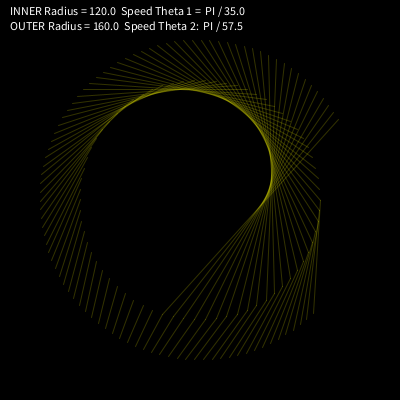 INNER Radius = 120.0  Speed Theta 1 =  PI / 35.0
OUTER Radius = 160.0  Speed Theta 2:  PI / 57.5